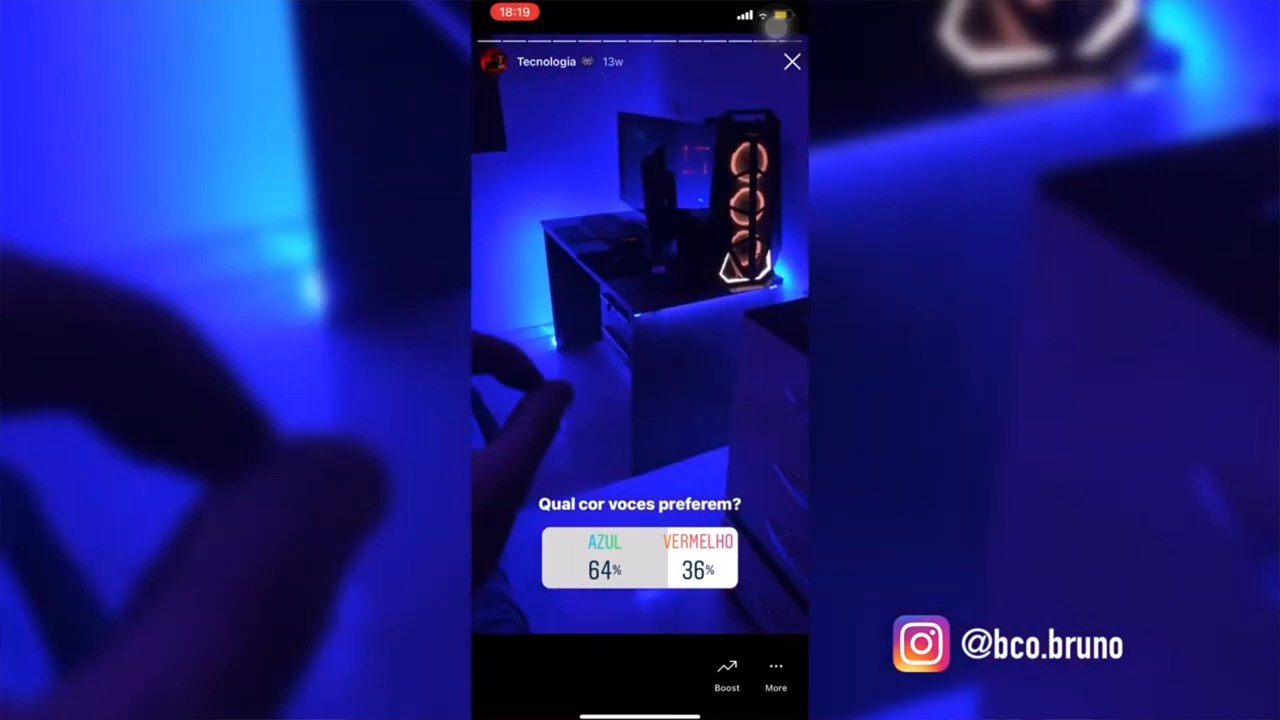 18:19
Tecnologia 13w
Qual cor voces preferem?
AZUL VERMELHO
64% 36%
@bco.bruno
Boost More